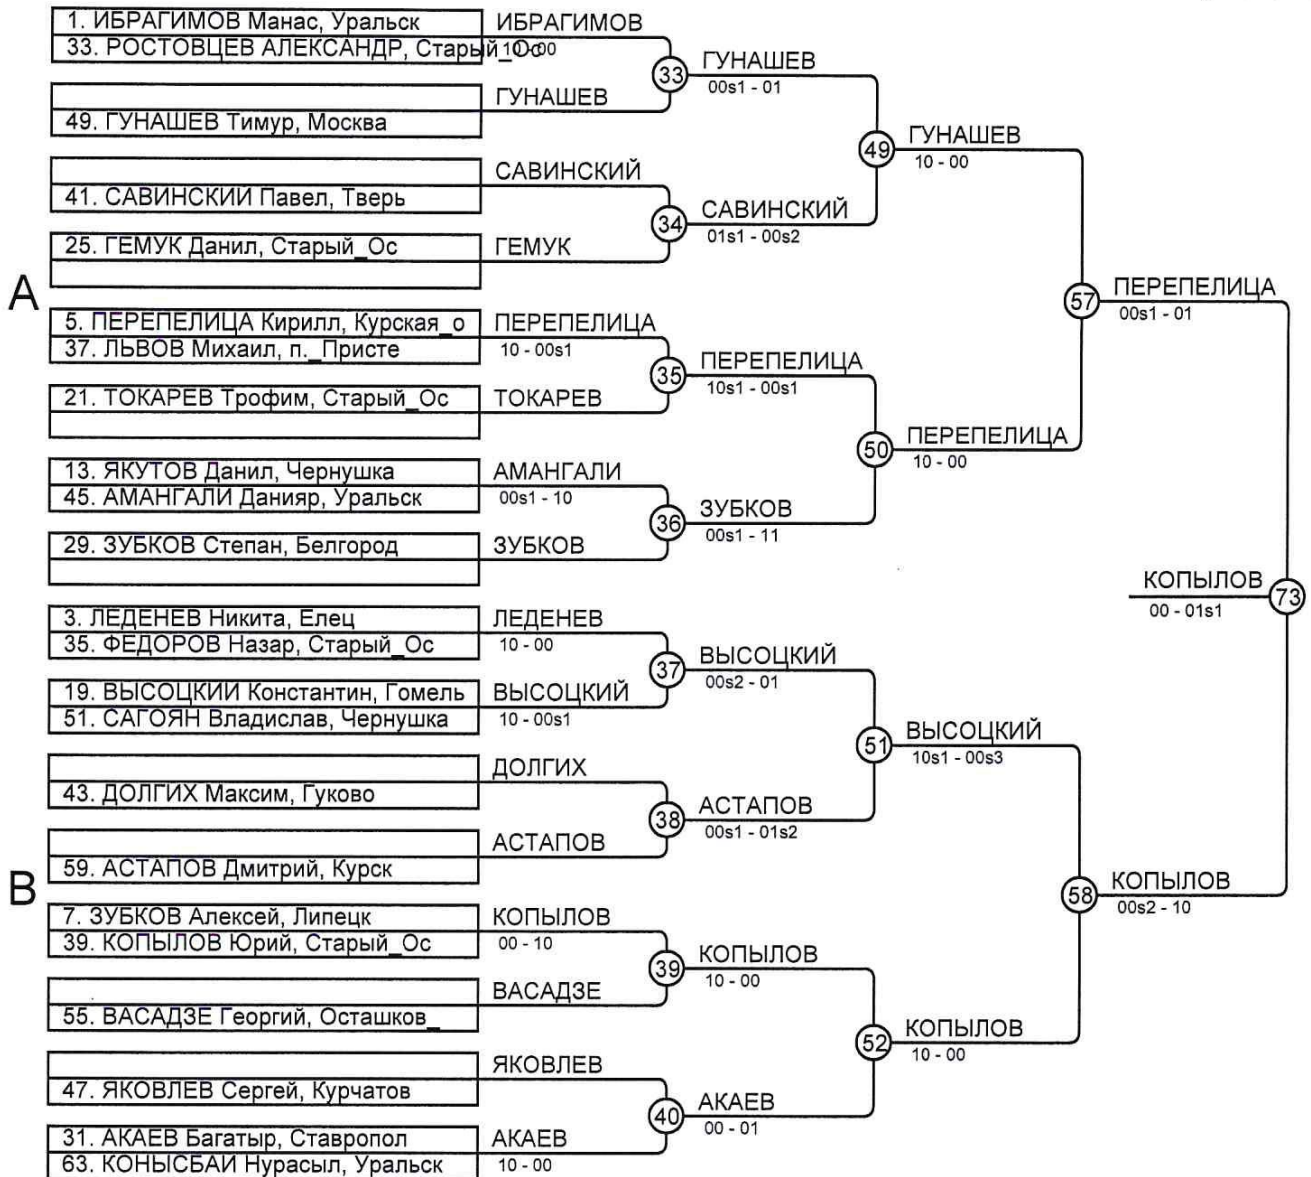 1. ИБРАГИМОВ Манас, Уральск
33. РОСТОВЦЕВ АЛЕКСАНДР, Старый_Ос
ИБРАГИМОВ
10 - 00
49. ГУНАШЕВ Тимур, Москва
ГУНАШЕВ
33
ГУНАШЕВ
00s1 - 01
41. САВИНСКИЙ Павел, Тверь
САВИНСКИЙ
25. ГЕМУК Данил, Старый_Ос
ГЕМУК
34
САВИНСКИЙ
01s1 - 00s2
49
ГУНАШЕВ
10 - 00
A
5. ПЕРЕПЕЛИЦА Кирилл, Курская_о
37. ЛЬВОВ Михаил, п._Присте
ПЕРЕПЕЛИЦА
10 - 00s1
21. ТОКАРЕВ Трофим, Старый_Ос
ТОКАРЕВ
35
ПЕРЕПЕЛИЦА
10s1 - 00s1
13. ЯКУТОВ Данил, Чернушка
45. АМАНГАЛИ Данияр, Уральск
АМАНГАЛИ
00s1 - 10
29. ЗУБКОВ Степан, Белгород
ЗУБКОВ
36
ЗУБКОВ
00s1 - 11
50
ПЕРЕПЕЛИЦА
10 - 00
57
ПЕРЕПЕЛИЦА
00s1 - 01
3. ЛЕДЕНЕВ Никита, Елец
35. ФЕДОРОВ Назар, Старый_Ос
ЛЕДЕНЕВ
10 - 00
19. ВЫСОЦКИЙ Константин, Гомель
51. САГОЯН Владислав, Чернушка
ВЫСОЦКИЙ
10 - 00s1
37
ВЫСОЦКИЙ
00s2 - 01
43. ДОЛГИХ Максим, Гуково
ДОЛГИХ
59. АСТАПОВ Дмитрий, Курск
АСТАПОВ
38
АСТАПОВ
00s1 - 01s2
51
ВЫСОЦКИЙ
10s1 - 00s3
B
7. ЗУБКОВ Алексей, Липецк
39. КОПЫЛОВ Юрий, Старый_Ос
КОПЫЛОВ
00 - 10
55. ВАСАДЗЕ Георгий, Осташков_
ВАСАДЗЕ
39
КОПЫЛОВ
10 - 00
47. ЯКОВЛЕВ Сергей, Курчатов
ЯКОВЛЕВ
31. АКАЕВ Багатыр, Ставропол
63. КОНЫСБАЙ Нурасыл, Уральск
АКАЕВ
10 - 00
40
АКАЕВ
00 - 01
52
КОПЫЛОВ
10 - 00
58
КОПЫЛОВ
00s2 - 10
КОПЫЛОВ
00 - 01s1
73